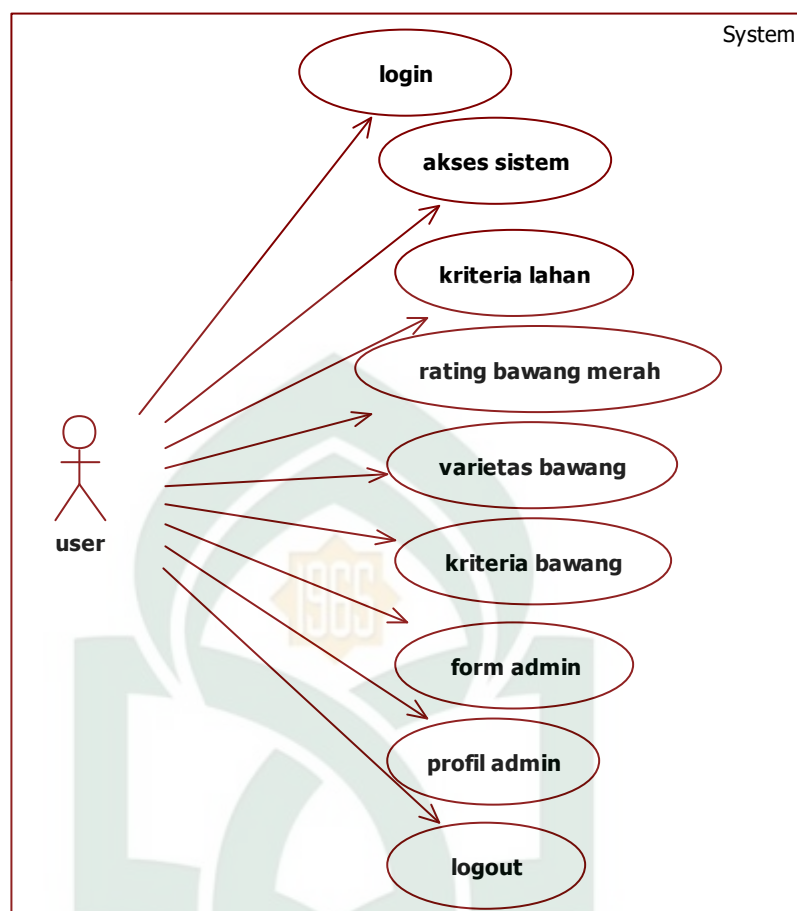 System
login
akses sistem
kriteria lahan
rating bawang merah
varietas bawang
user
kriteria bawang
1965
form admin
profil admin
logout